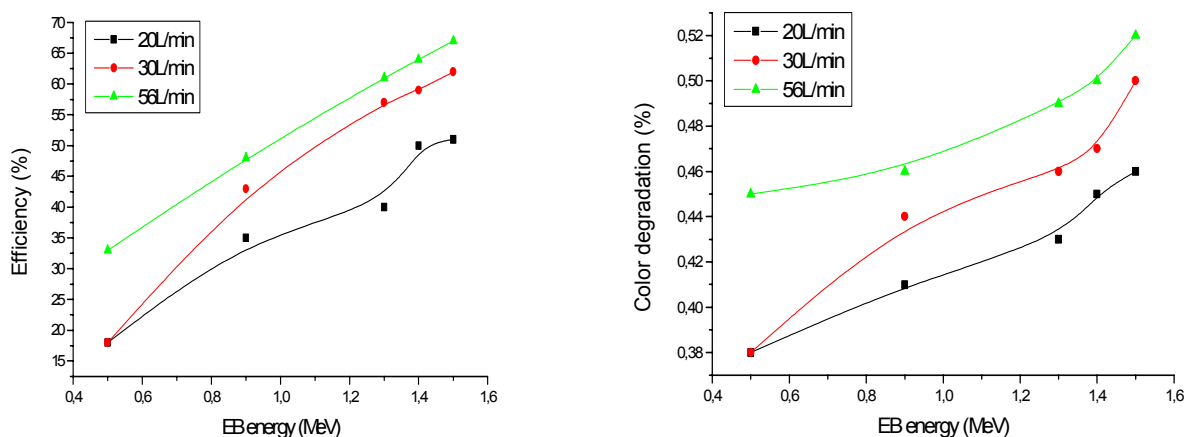 20L/min
30L/min
56L/min
Efficiency (%)
70
65
60
55
50
45
40
35
30
25
20
15
0,4 0,6 0,8 1,0 1,2 1,4 1,6
EB energy (MeV)
20L/min
30L/min
56L/min
Color degradation (%)
0,52
0,50
0,48
0,46
0,44
0,42
0,40
0,38
0,4 0,6 0,8 1,0 1,2 1,4 1,6
EB energy (MeV)